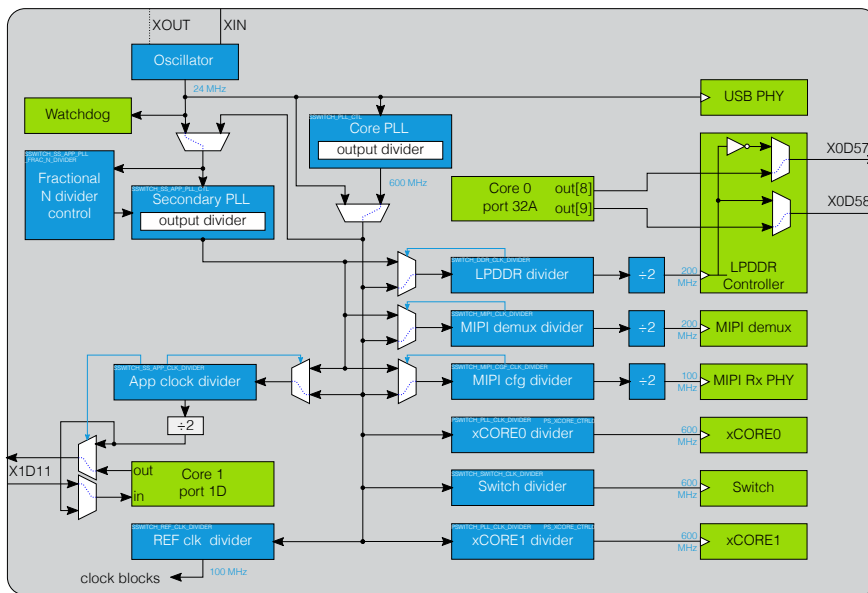 XOUT
XIN
Oscillator
24 MHz
USB PHY
Watchdog
SSWITCH_PLL_CTL
Core PLL
output divider
600 MHz
SSWITCH_SS_APP_PLL
_FRAC_N_DIVIDER
Fractional
N divider
control
SSWITCH_SS_APP_PLL_CTL
Secondary PLL
output divider
Core 0
port 32A
out[8]
out[9]
X0D57
X0D58
LPDDR
Controller
SSWITCH_DDR_CLK_DIVIDER
LPDDR divider
÷2
200
MHz
SSWITCH_MIPI_CLK_DIVIDER
MIPI demux divider
÷2
200
MHz
MIPI demux
SSWITCH_SS_APP_CLK_DIVIDER
App clock divider
SSWITCH_MIPI_CGF_CLK_DIVIDER
MIPI cfg divider
÷2
100
MHz
MIPI Rx PHY
÷2
PSWITCH_PLL_CLK_DIVIDER PS_XCORE_CTRL0
xCORE0 divider
600
MHz
xCORE0
X1D11
out
in
Core 1
port 1D
SSWITCH_SWITCH_CLK_DIVIDER
Switch divider
600
MHz
Switch
SSWITCH_REF_CLK_DIVIDER
REF clk divider
PSWITCH_PLL_CLK_DIVIDER PS_XCORE_CTRL0
xCORE1 divider
600
MHz
xCORE1
clock blocks
100 MHz